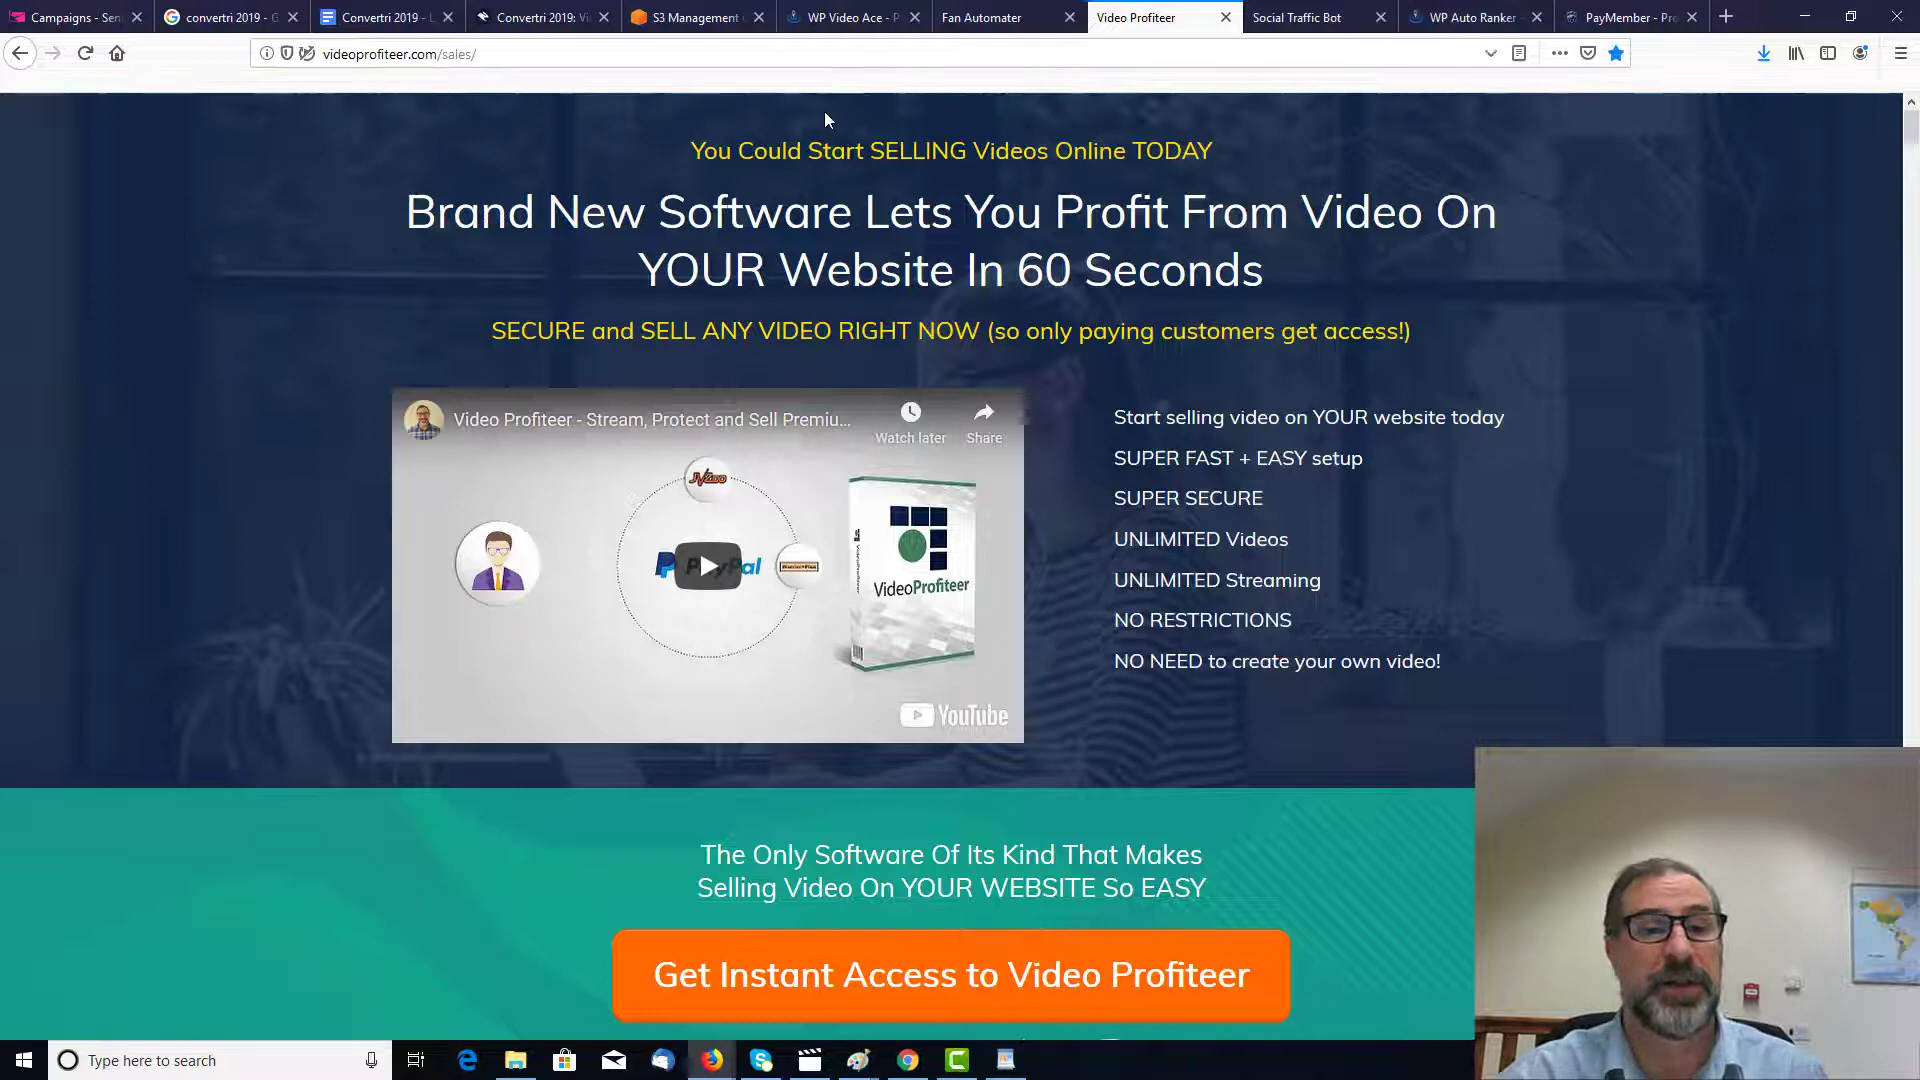 Campaigns - Sen
convertri 2019 - G
Convertri 2019 - L
Convertri 2019: Vi
S3 Management C
WP Video Ace - P
Fan Automater
Video Profiteer
Social Traffic Bot
WP Auto Ranker -
PayMember - Pro
videoprofiteer.com/sales/
You Could Start SELLING Videos Online TODAY
Brand New Software Lets You Profit From Video On
YOUR Website In 60 Seconds
SECURE and SELL ANY VIDEO RIGHT NOW (so only paying customers get access!)
Video Profiteer - Stream, Protect and Sell Premiu...
Watch later
Share
JVZoo
PayPal
VideoProfiteer
YouTube
Start selling video on YOUR website today
SUPER FAST + EASY setup
SUPER SECURE
UNLIMITED Videos
UNLIMITED Streaming
NO RESTRICTIONS
NO NEED to create your own video!
The Only Software Of Its Kind That Makes
Selling Video On YOUR WEBSITE So EASY
Get Instant Access to Video Profiteer
Type here to search